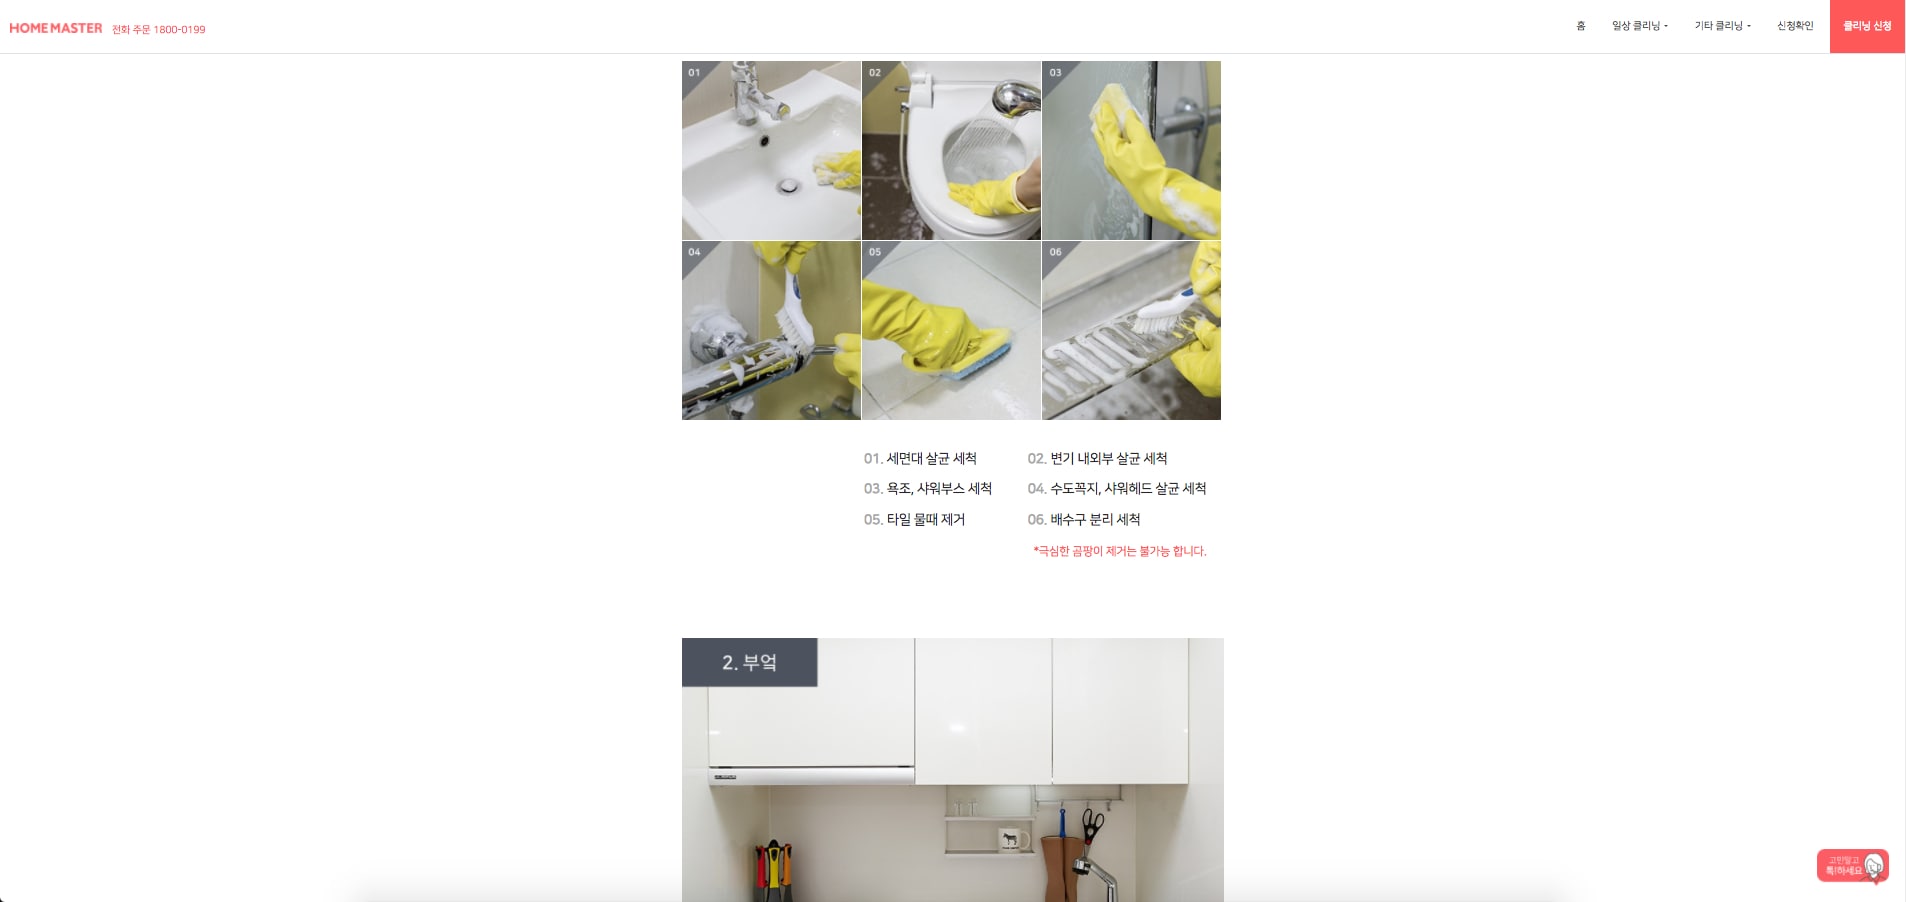 HOME MASTER 전화 주문 1800-0199
홈 일상 클리닝 기타 클리닝 신청확인 클리닝 신청
01 02 03
04 05 06
01. 세면대 살균 세척 02. 변기 내외부 살균 세척
03. 욕조, 샤워부스 세척 04. 수도꼭지, 샤워헤드 살균 세척
05. 타일 물때 제거 06. 배수구 분리 세척
*극심한 곰팡이 제거는 불가능 합니다.
2. 부엌
고민말고
톡!하세요